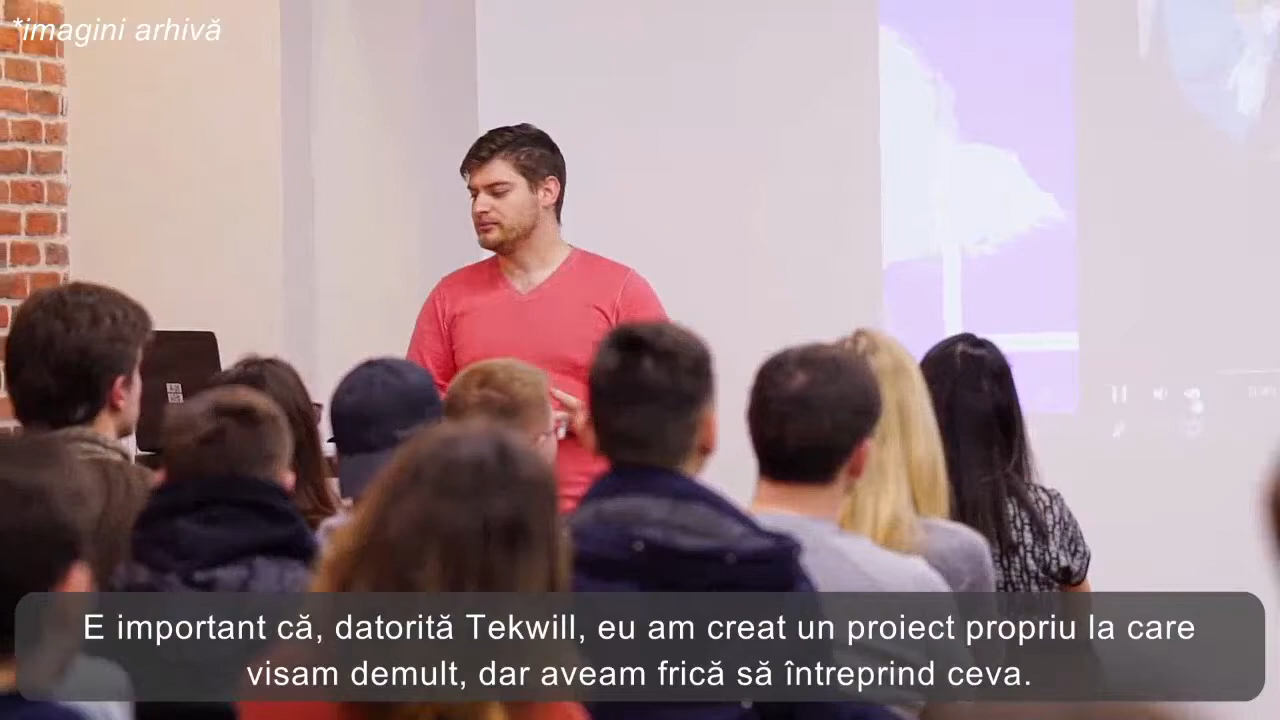 *imagini arhivă
E important că, datorită Tekwill, eu am creat un proiect propriu la care
visam demult, dar aveam frică să întreprind ceva.